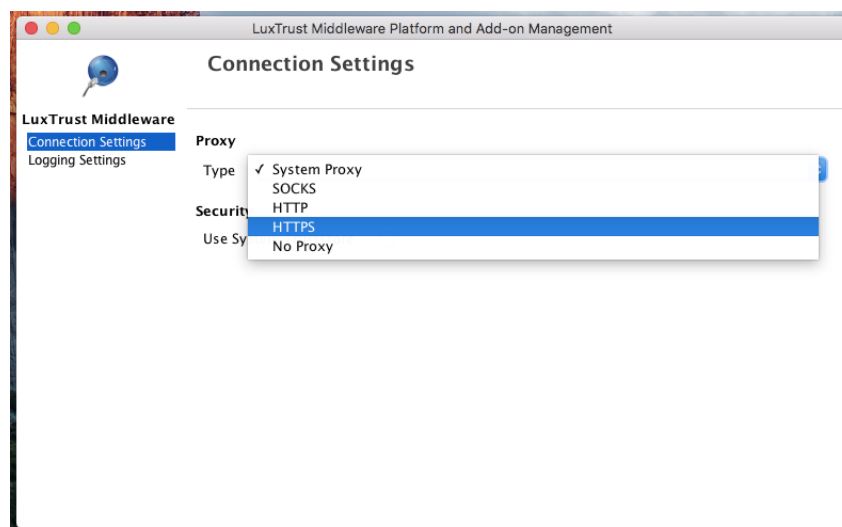 LuxTrust Middleware Platform and Add-on Management
Connection Settings
LuxTrust Middleware
Connection Settings
Logging Settings
Proxy
Type ✓ System Proxy
SOCKS
HTTP
HTTPS
No Proxy
Security
Use Sy